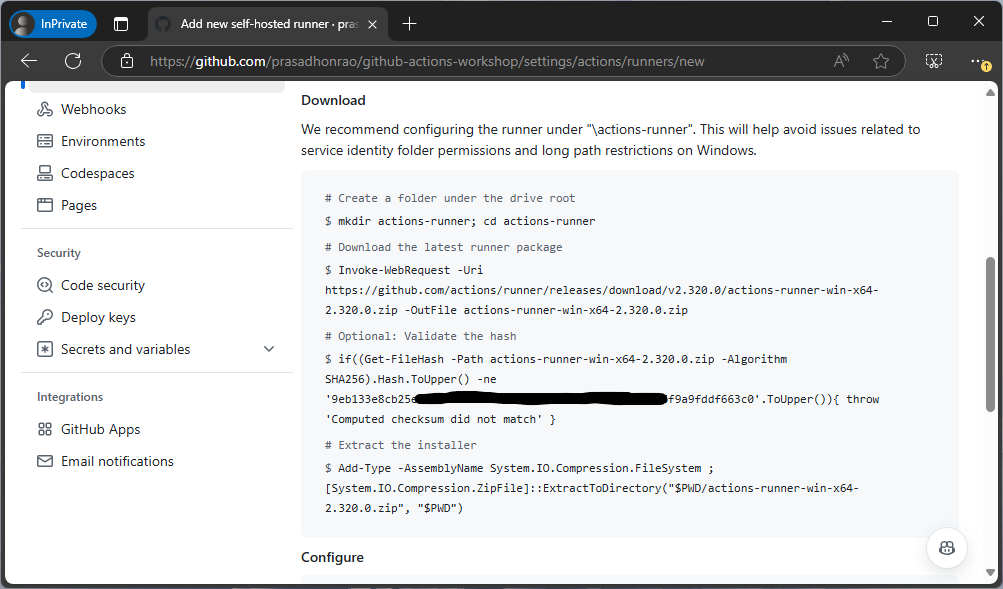 InPrivate
Add new self-hosted runner · pras
https://github.com/prasadhonrao/github-actions-workshop/settings/actions/runners/new
Webhooks
Environments
Codespaces
Pages
Security
Code security
Deploy keys
Secrets and variables
Integrations
GitHub Apps
Email notifications
Download
We recommend configuring the runner under "\actions-runner". This will help avoid issues related to
service identity folder permissions and long path restrictions on Windows.
# Create a folder under the drive root
$ mkdir actions-runner; cd actions-runner
# Download the latest runner package
$ Invoke-WebRequest -Uri
https://github.com/actions/runner/releases/download/v2.320.0/actions-runner-win-x64-
2.320.0.zip -OutFile actions-runner-win-x64-2.320.0.zip
# Optional: Validate the hash
$ if((Get-FileHash -Path actions-runner-win-x64-2.320.0.zip -Algorithm
SHA256).Hash.ToUpper() -ne
'9eb133e8cb25e f9a9fddf663c0'.ToUpper()){ throw
'Computed checksum did not match' }
# Extract the installer
$ Add-Type -AssemblyName System.IO.Compression.FileSystem ;
[System.IO.Compression.ZipFile]::ExtractToDirectory("$PWD/actions-runner-win-x64-
2.320.0.zip", "$PWD")
Configure